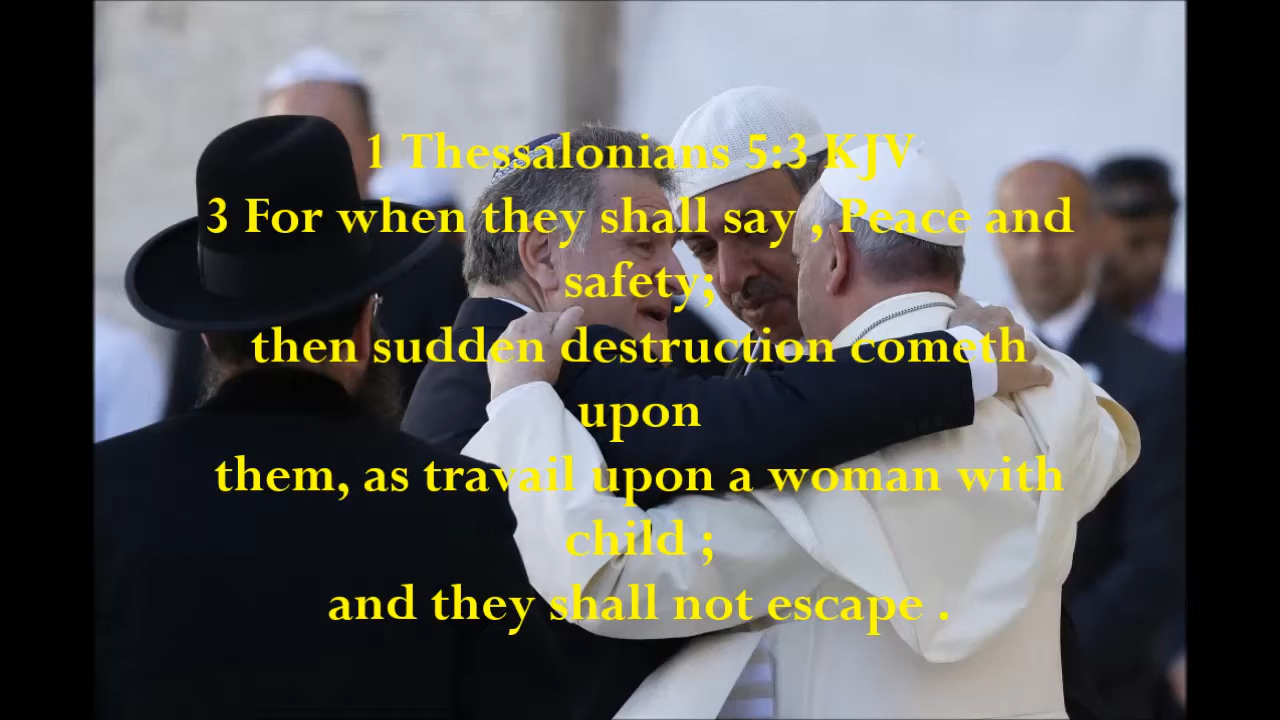 1 Thessalonians 5:3 KJV
3 For when they shall say , Peace and
safety;
then sudden destruction cometh
upon
them, as travail upon a woman with
child ;
and they shall not escape .